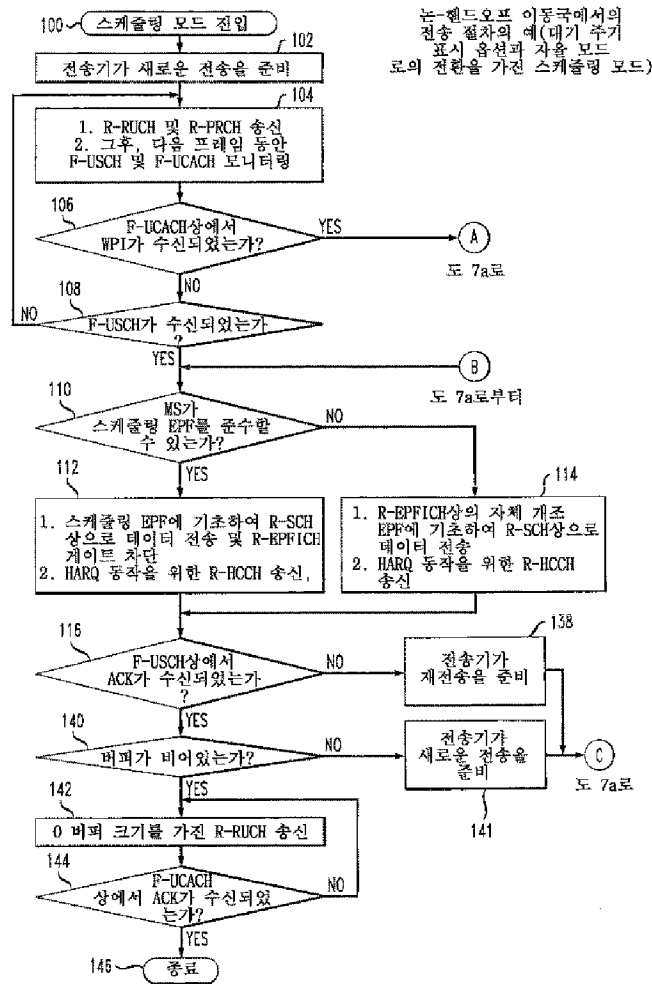 논-핸드오프 이동국에서의
전송 절차의 예(대기 주기
표시 옵션과 자율 모드
로의 전환을 가진 스케줄링 모드)
100
스케줄링 모드 진입
102
전송기가 새로운 전송을 준비
104
1. R-RUCH 및 R-PRCH 송신
2. 그후, 다음 프레임 동안
F-USCH 및 F-UCACH 모니터링
106
F-UCACH상에서
WPI가 수신되었는가?
YES
A
도 7a로
NO
108
NO
F-USCH가 수신되었는가
?
YES
B
도 7a로부터
110
MS가
스케줄링 EPF를 준수할
수 있는가?
NO
YES
112
1. 스케줄링 EPF에 기초하여 R-SCH
상으로 데이터 전송 및 R-EPFICH
게이트 차단
2. HARQ 동작을 위한 R-HCCH 송신.
114
1. R-EPFICH상의 자체 개조
EPF에 기초하여 R-SCH상으로
데이터 전송
2. HARQ 동작을 위한 R-HCCH
송신
116
F-USCH상에서
ACK가 수신되었는가
?
NO
138
전송기가
재전송을 준비
YES
140
버퍼가 비어있는가?
NO
전송기가
새로운 전송을
준비
141
C
도 7a로
YES
142
0 버퍼 크기를 가진 R-RUCH 송신
144
F-UCACH
상에서 ACK가 수신되었
는가?
NO
YES
146
종료